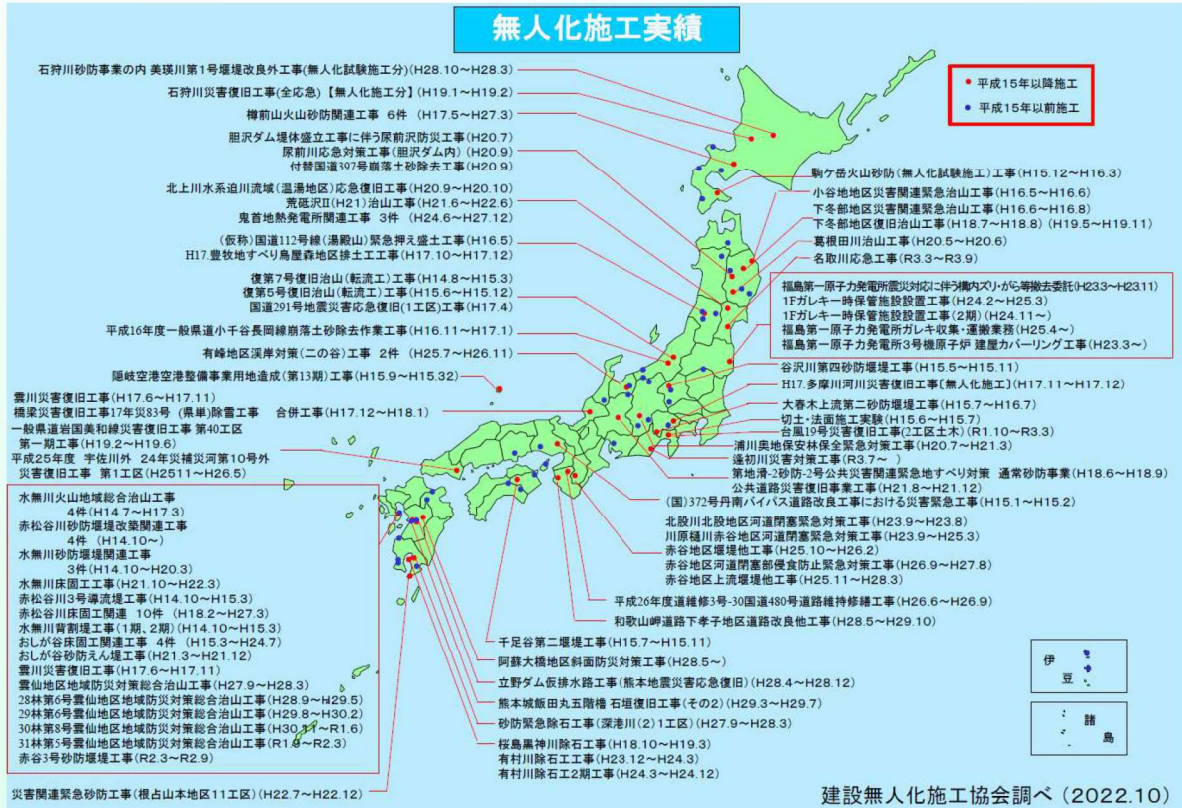 無人化施工実績
平成15年以降施工
平成15年以前施工
石狩川砂防事業の内 美瑛川第1号堰堤改良外工事(無人化試験施工分)(H28.10～H28.3)
石狩川災害復旧工事(全応急)【無人化施工分】(H19.1～H19.2)
樽前山火山砂防関連工事 6件 (H17.5～H27.3)
胆沢ダム堤体盛立工事に伴う尿前沢防災工事(H20.7)
尿前川応急対策工事(胆沢ダム内)(H20.9)
付替国道397号崩落土砂除去工事(H20.9)
北上川水系迫川流域(温湯地区)応急復旧工事(H20.9～H20.10)
荒砥沢II(H21)治山工事(H21.6～H22.6)
鬼首地熱発電所関連工事 3件 (H24.6～H27.12)
(仮称)国道112号線(湯殿山)緊急押え盛土工事(H16.5)
H17.豊牧地すべり鳥屋森地区排土工工事(H17.10～H17.12)
復第7号復旧治山(転流工)工事(H14.8～H15.3)
復第5号復旧治山(転流工)工事(H15.6～H15.12)
国道291号地震災害応急復旧(1工区)工事(H17.4)
平成16年度一般県道小千谷長岡線崩落土砂除去作業工事(H16.11～H17.1)
有峰地区渓岸対策(二の谷)工事 2件 (H25.7～H26.11)
隠岐空港空港整備事業用地造成(第13期)工事(H15.9～H15.32)
雲川災害復旧工事(H17.6～H17.11)
橋梁災害復旧工事17年災83号 (県単)除雪工事 合併工事(H17.12～H18.1)
一般県道岩国美和線災害復旧工事 第40工区
第一期工事(H19.2～H19.6)
平成25年度 宇佐川外 24年災補災河第10号外
災害復旧工事 第1工区(H2511～H26.5)
水無川火山地域総合治山工事
4件(H14.7～H17.3)
赤松谷川砂防堰堤改築関連工事
4件 (H14.10～)
水無川砂防堰堤関連工事
3件(H14.10～H20.3)
水無川床固工工事(H21.10～H22.3)
赤松谷川3号導流堤工事(H14.10～H15.3)
赤松谷川床固工関連 10件 (H18.2～H27.3)
水無川背割堤工事(1期、2期)(H14.10～H15.3)
おしが谷床固工関連工事 4件 (H15.3～H24.7)
おしが谷砂防えん堤工事(H21.3～H21.12)
雲川災害復旧工事(H17.6～H17.11)
雲仙地区地域防災対策総合治山工事(H27.9～H28.3)
28林第6号雲仙地区地域防災対策総合治山工事(H28.9～H29.5)
29林第6号雲仙地区地域防災対策総合治山工事(H29.8～H30.2)
30林第8号雲仙地区地域防災対策総合治山工事(H30.11～R1.6)
31林第5号雲仙地区地域防災対策総合治山工事(R1.9～R2.3)
赤谷3号砂防堰堤工事(R2.3～R2.9)
災害関連緊急砂防工事(根占山本地区11工区)(H22.7～H22.12)
駒ケ岳火山砂防(無人化試験施工)工事(H15.12～H16.3)
小谷地地区災害関連緊急治山工事(H16.5～H16.6)
下冬部地区災害関連緊急治山工事(H16.6～H16.8)
下冬部地区復旧治山工事(H18.7～H18.8) (H19.5～H19.11)
葛根田川治山工事(H20.5～H20.6)
名取川応急工事(R3.3～R3.9)
福島第一原子力発電所震災対応に伴う構内ズリ・がら等撤去委託(H23.3～H23.11)
1Fガレキ一時保管施設設置工事(H24.2～H25.3)
1Fガレキ一時保管施設設置工事(2期)(H24.11～)
福島第一原子力発電所ガレキ収集・運搬業務(H25.4～)
福島第一原子力発電所3号機原子炉 建屋カバーリング工事(H23.3～)
谷沢川第四砂防堰堤工事(H15.5～H15.11)
H17.多摩川河川災害復旧工事【無人化施工】(H17.11～H17.12)
大春木上流第二砂防堰堤工事(H15.7～H16.7)
切土・法面施工実験(H15.6～H15.7)
台風19号災害復旧工事(2工区土木)(R1.10～R3.3)
浦川奥地保安林保全緊急対策工事(H20.7～H21.3)
逢初川災害対策工事(R3.7～ )
第地滑-2砂防-2号公共災害関連緊急地すべり対策 通常砂防事業(H18.6～H18.9)
公共道路災害復旧事業工事(H21.8～H21.12)
(国)372号丹南バイパス道路改良工事における災害緊急工事(H15.1～H15.2)
北股川北股地区河道閉塞緊急対策工事(H23.9～H23.8)
川原樋川赤谷地区河道閉塞緊急対策工事(H23.9～H25.3)
赤谷地区堰堤他工事(H25.10～H26.2)
赤谷地区河道閉塞部侵食防止緊急対策工事(H26.9～H27.8)
赤谷地区上流堰堤他工事(H25.11～H28.3)
平成26年度道維修3号-30国道480号道路維持修繕工事(H26.6～H26.9)
和歌山岬道路下孝子地区道路改良他工事(H28.5～H29.10)
千足谷第二堰堤工事(H15.7～H15.11)
阿蘇大橋地区斜面防災対策工事(H28.5～)
立野ダム仮排水路工事(熊本地震災害応急復旧)(H28.4～H28.12)
熊本城飯田丸五階櫓 石垣復旧工事(その2)(H29.3～H29.7)
砂防緊急除石工事(深港川(2)1工区)(H27.9～H28.3)
桜島黒神川除石工事(H18.10～H19.3)
有村川除石工工事(H23.12～H24.3)
有村川除石工2期工事(H24.3～H24.12)
伊
豆
諸
島
建設無人化施工協会調べ(2022.10)